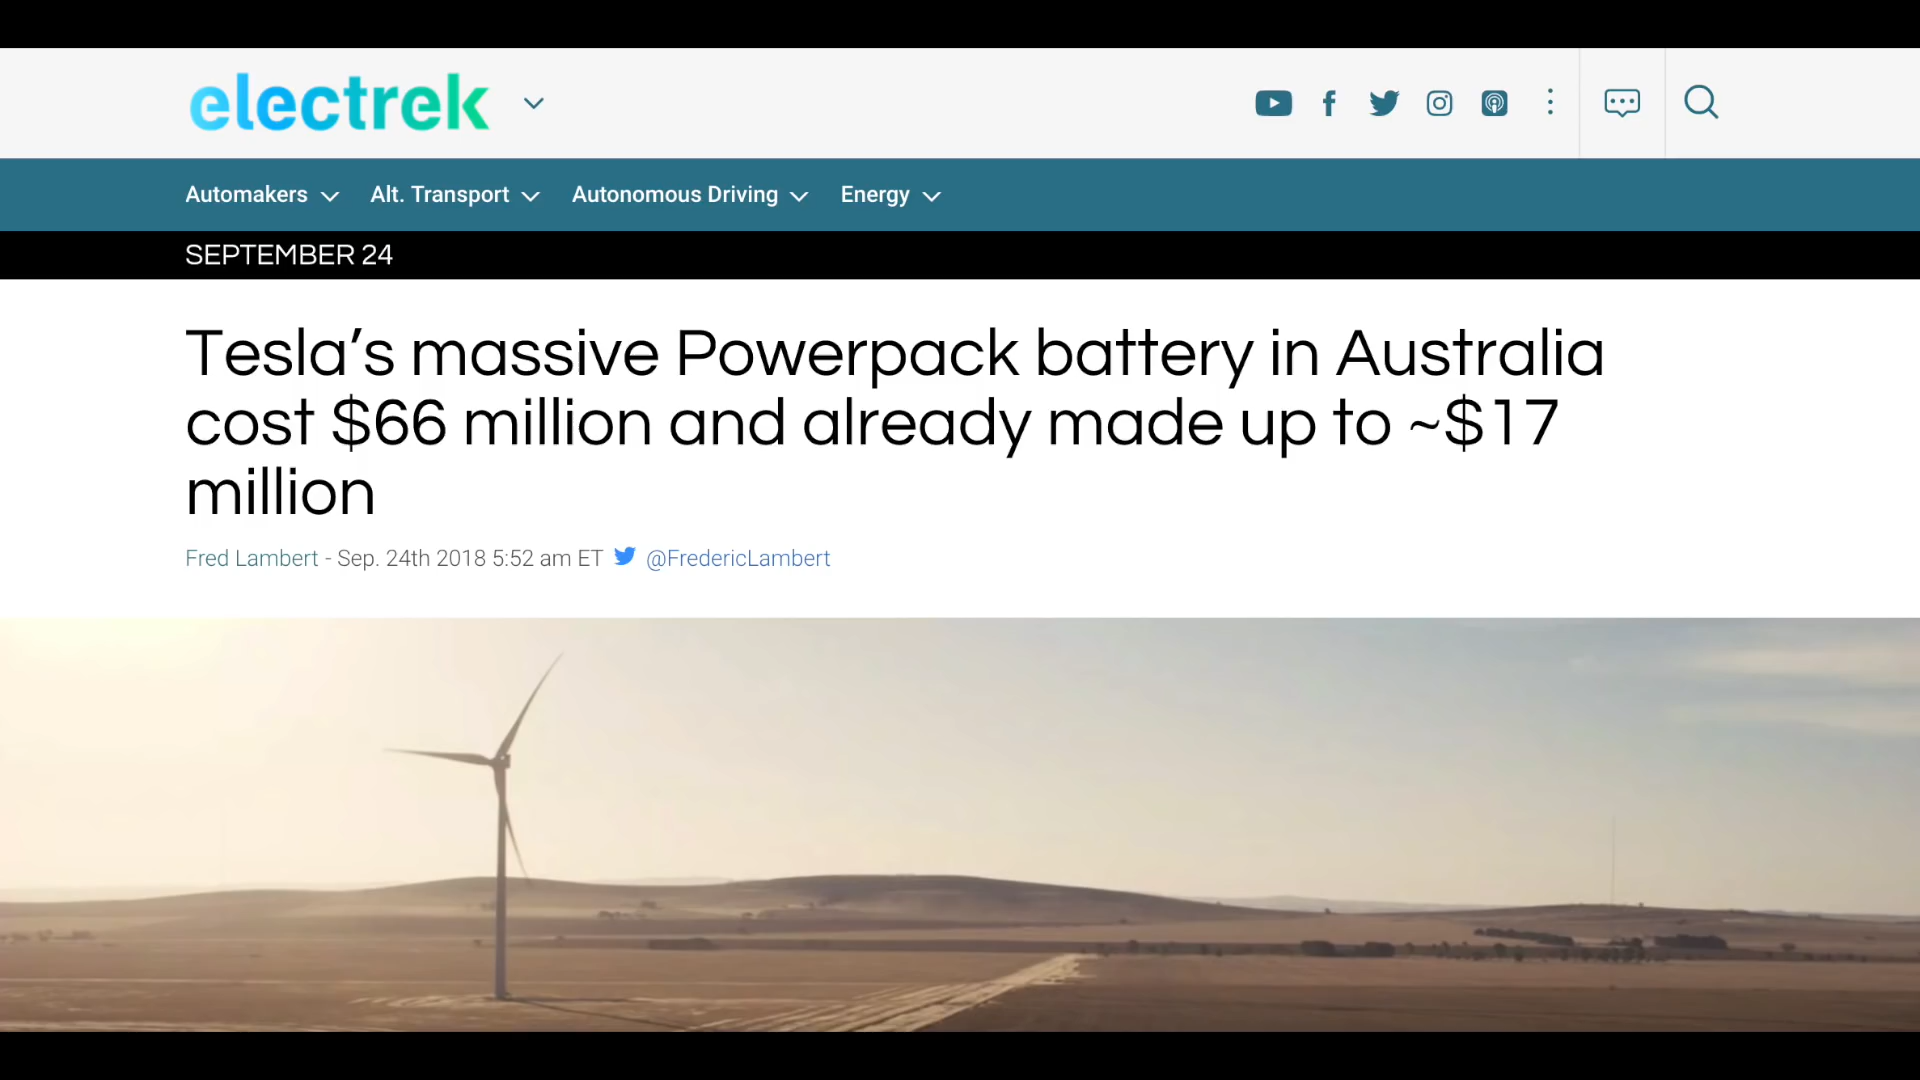 electrek
Automakers Alt. Transport Autonomous Driving Energy
SEPTEMBER 24
Tesla’s massive Powerpack battery in Australia
cost $66 million and already made up to ~$17
million
Fred Lambert - Sep. 24th 2018 5:52 am ET @FredericLambert